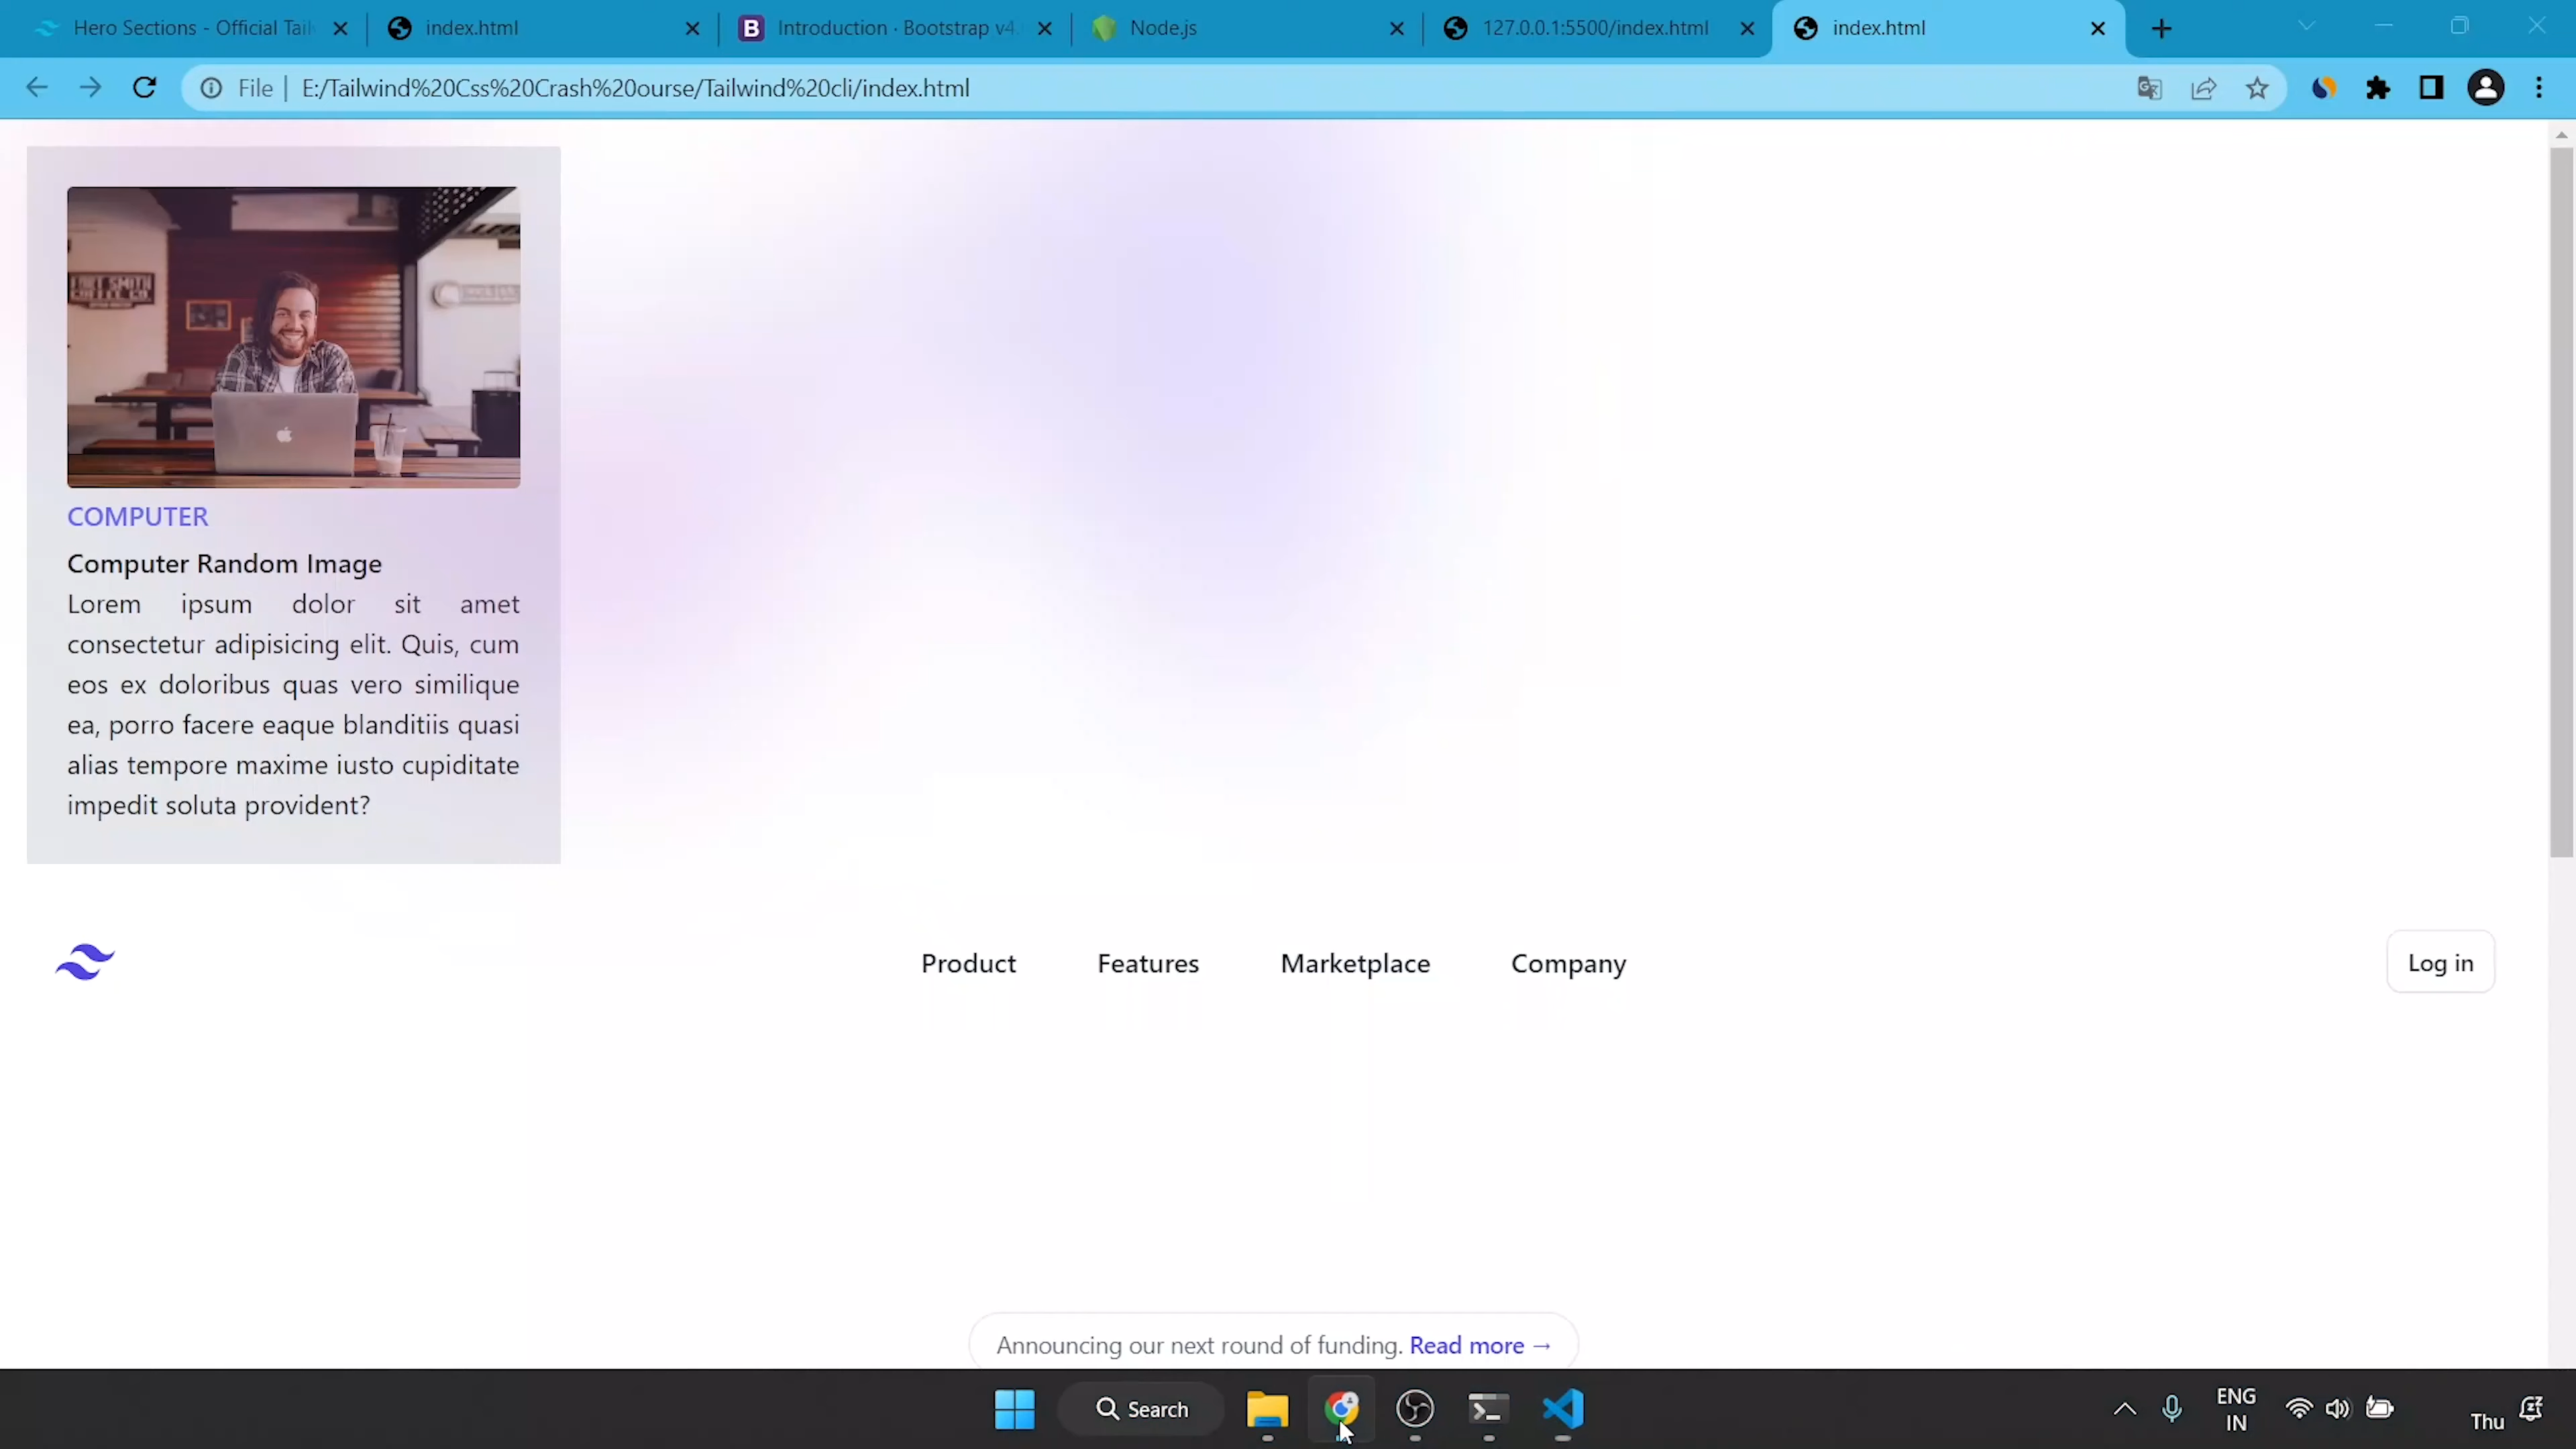 Hero Sections - Official Tail
index.html
Introduction · Bootstrap v4.
Node.js
127.0.0.1:5500/index.html
index.html
File
E:/Tailwind%20Css%20Crash%20ourse/Tailwind%20cli/index.html
COMPUTER
Computer Random Image
Lorem ipsum dolor sit amet
consectetur adipisicing elit. Quis, cum
eos ex doloribus quas vero similique
ea, porro facere eaque blanditiis quasi
alias tempore maxime iusto cupiditate
impedit soluta provident?
Product
Features
Marketplace
Company
Log in
Announcing our next round of funding. Read more →
Search
ENG
IN
Thu